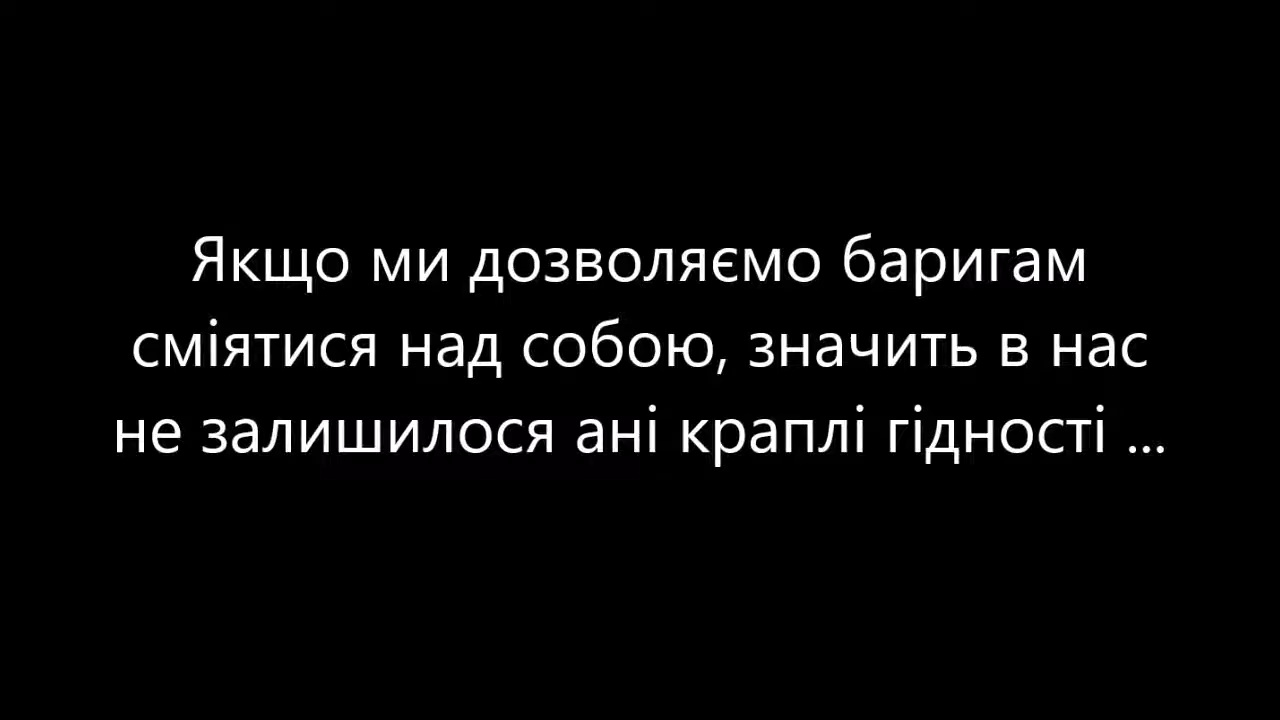 Якщо ми дозволяємо баригам
сміятися над собою, значить в нас
не залишилося ані краплі гідності ...